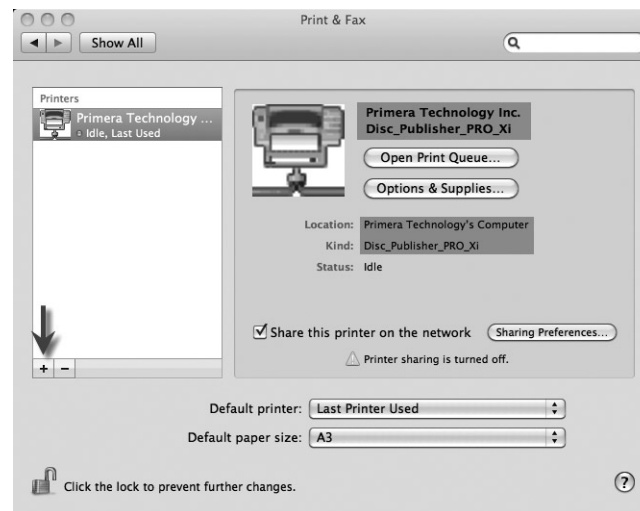 Print & Fax
Show All
Printers
Primera Technology ...
Idle, Last Used
+ −
Primera Technology Inc.
Disc_Publisher_PRO_Xi
Open Print Queue...
Options & Supplies...
Location: Primera Technology's Computer
Kind: Disc_Publisher_PRO_Xi
Status: Idle
Share this printer on the network Sharing Preferences...
Printer sharing is turned off.
Default printer: Last Printer Used
Default paper size: A3
Click the lock to prevent further changes. ?